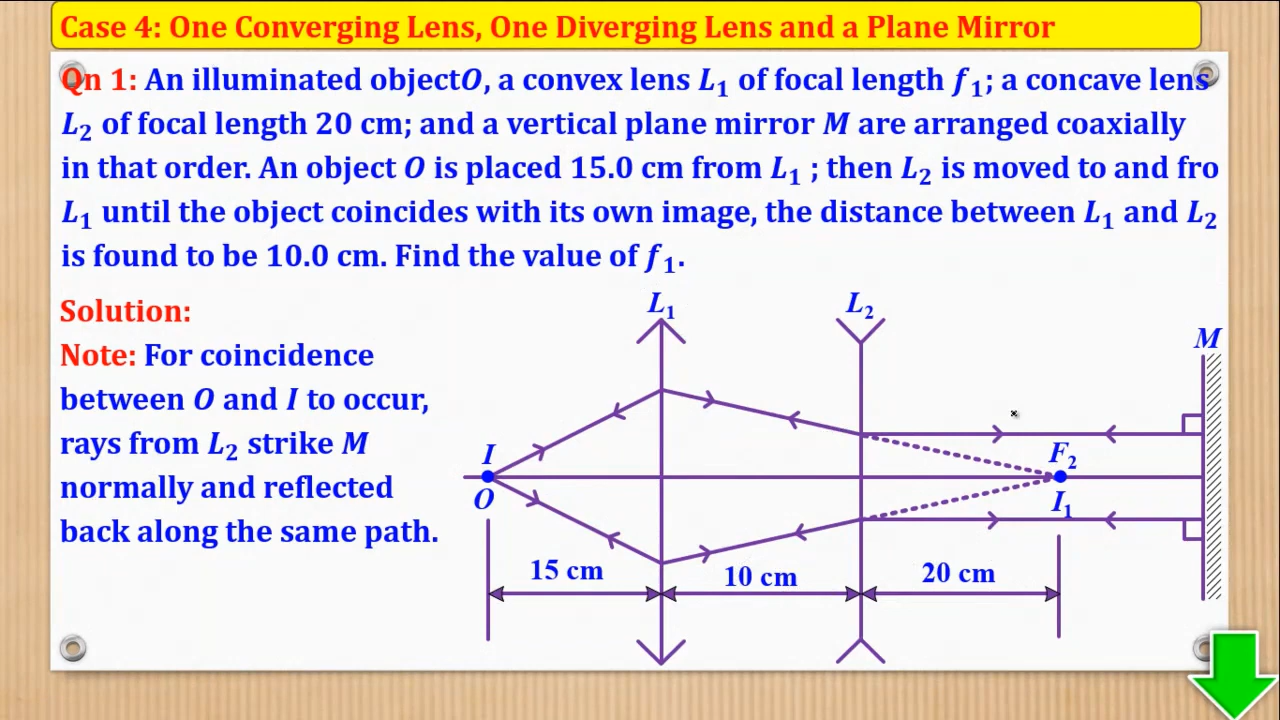 Case 4: One Converging Lens, One Diverging Lens and a Plane Mirror
Qn 1: An illuminated objectO, a convex lens L₁ of focal length f₁; a concave lens
L₂ of focal length 20 cm; and a vertical plane mirror M are arranged coaxially
in that order. An object O is placed 15.0 cm from L₁ ; then L₂ is moved to and fro
L₁ until the object coincides with its own image, the distance between L₁ and L₂
is found to be 10.0 cm. Find the value of f₁.
Solution:
Note: For coincidence
between O and I to occur,
rays from L₂ strike M
normally and reflected
back along the same path.
L₁
L₂
M
I
O
F₂
I₁
15 cm
10 cm
20 cm